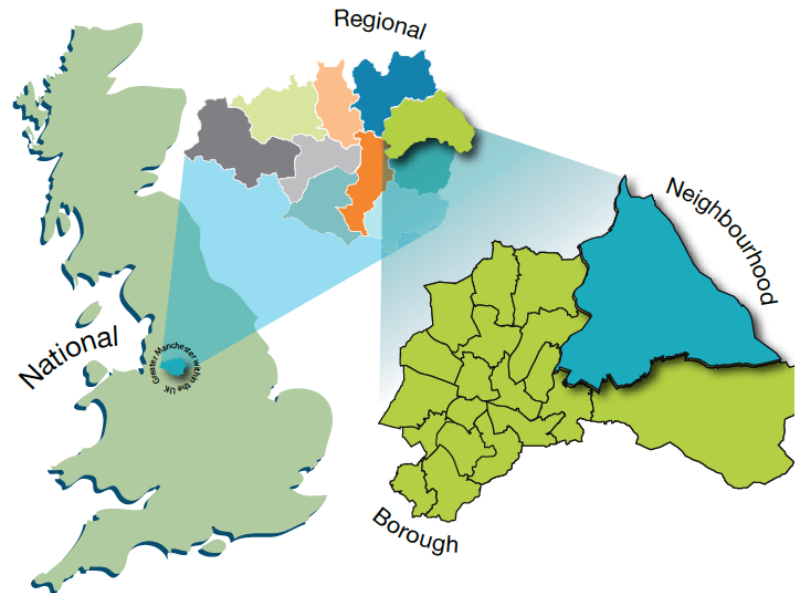 Regional
Neighbourhood
National
Greater Manchester within the UK
Borough